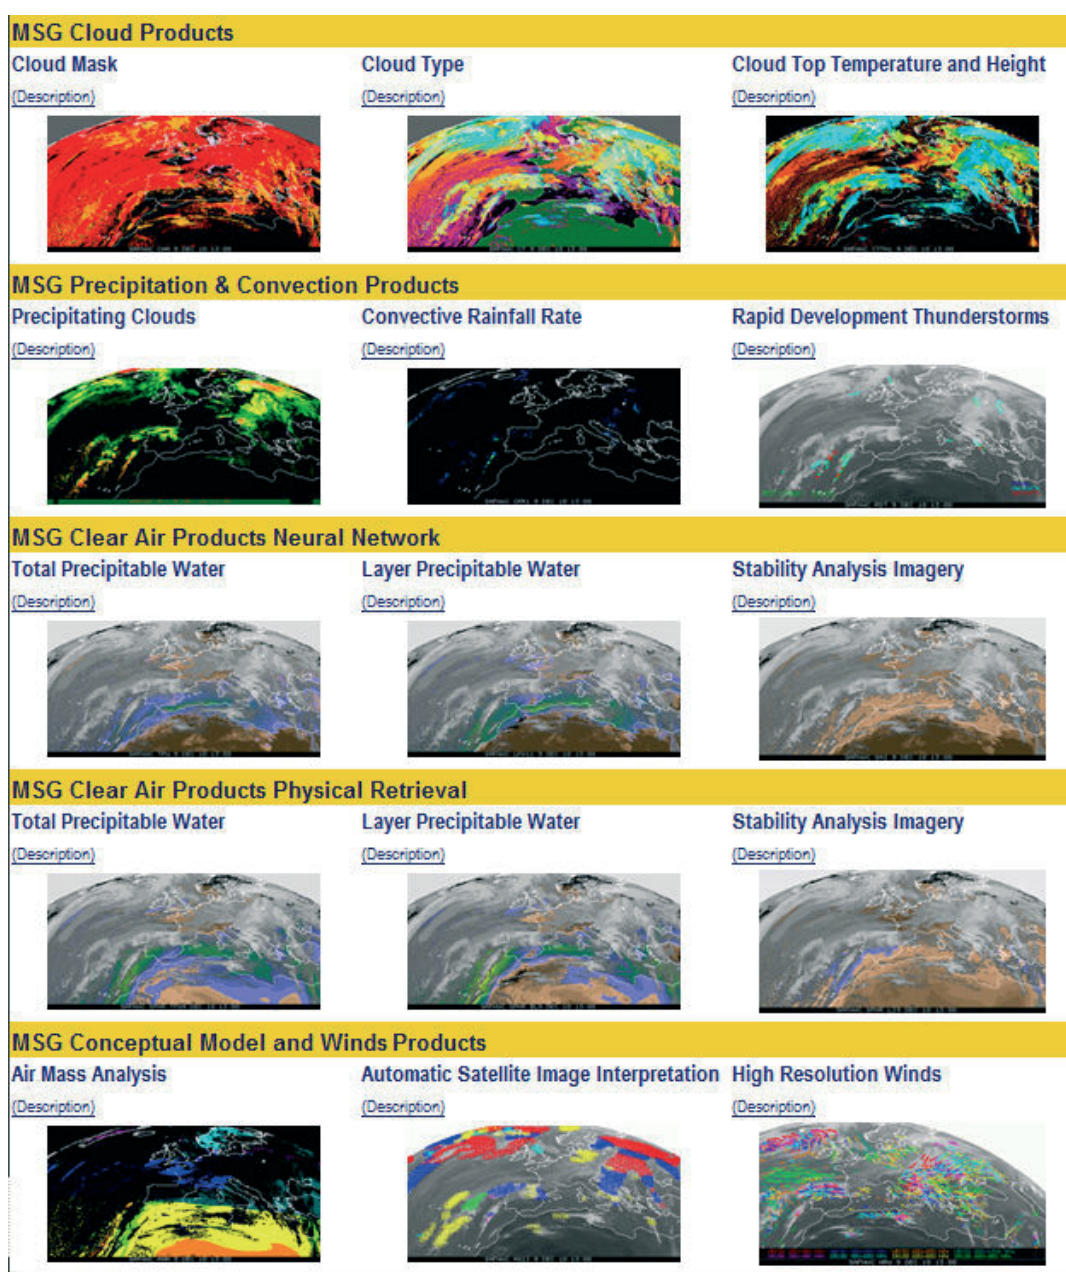 MSG Cloud Products
Cloud Mask Cloud Type Cloud Top Temperature and Height
(Description) (Description) (Description)
MSG Precipitation & Convection Products
Precipitating Clouds Convective Rainfall Rate Rapid Development Thunderstorms
(Description) (Description) (Description)
MSG Clear Air Products Neural Network
Total Precipitable Water Layer Precipitable Water Stability Analysis Imagery
(Description) (Description) (Description)
MSG Clear Air Products Physical Retrieval
Total Precipitable Water Layer Precipitable Water Stability Analysis Imagery
(Description) (Description) (Description)
MSG Conceptual Model and Winds Products
Air Mass Analysis Automatic Satellite Image Interpretation High Resolution Winds
(Description) (Description) (Description)